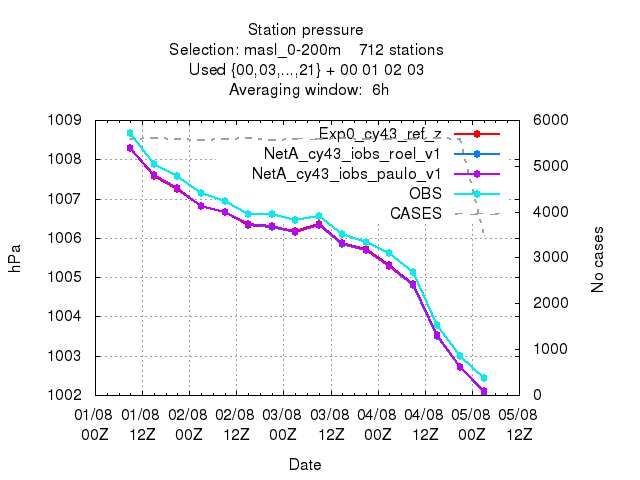 Station pressure
Selection: masl_0-200m 712 stations
Used {00,03,...,21} + 00 01 02 03
Averaging window: 6h
1009
1008
1007
1006
1005
1004
1003
1002
hPa
Exp0_cy43_ref_z
NetA_cy43_iobs_roel_v1
NetA_cy43_iobs_paulo_v1
OBS
CASES
6000
5000
4000
3000
2000
1000
0
No cases
01/08 01/08 02/08 02/08 03/08 03/08 04/08 04/08 05/08 05/08
00Z 12Z 00Z 12Z 00Z 12Z 00Z 12Z 00Z 12Z
Date